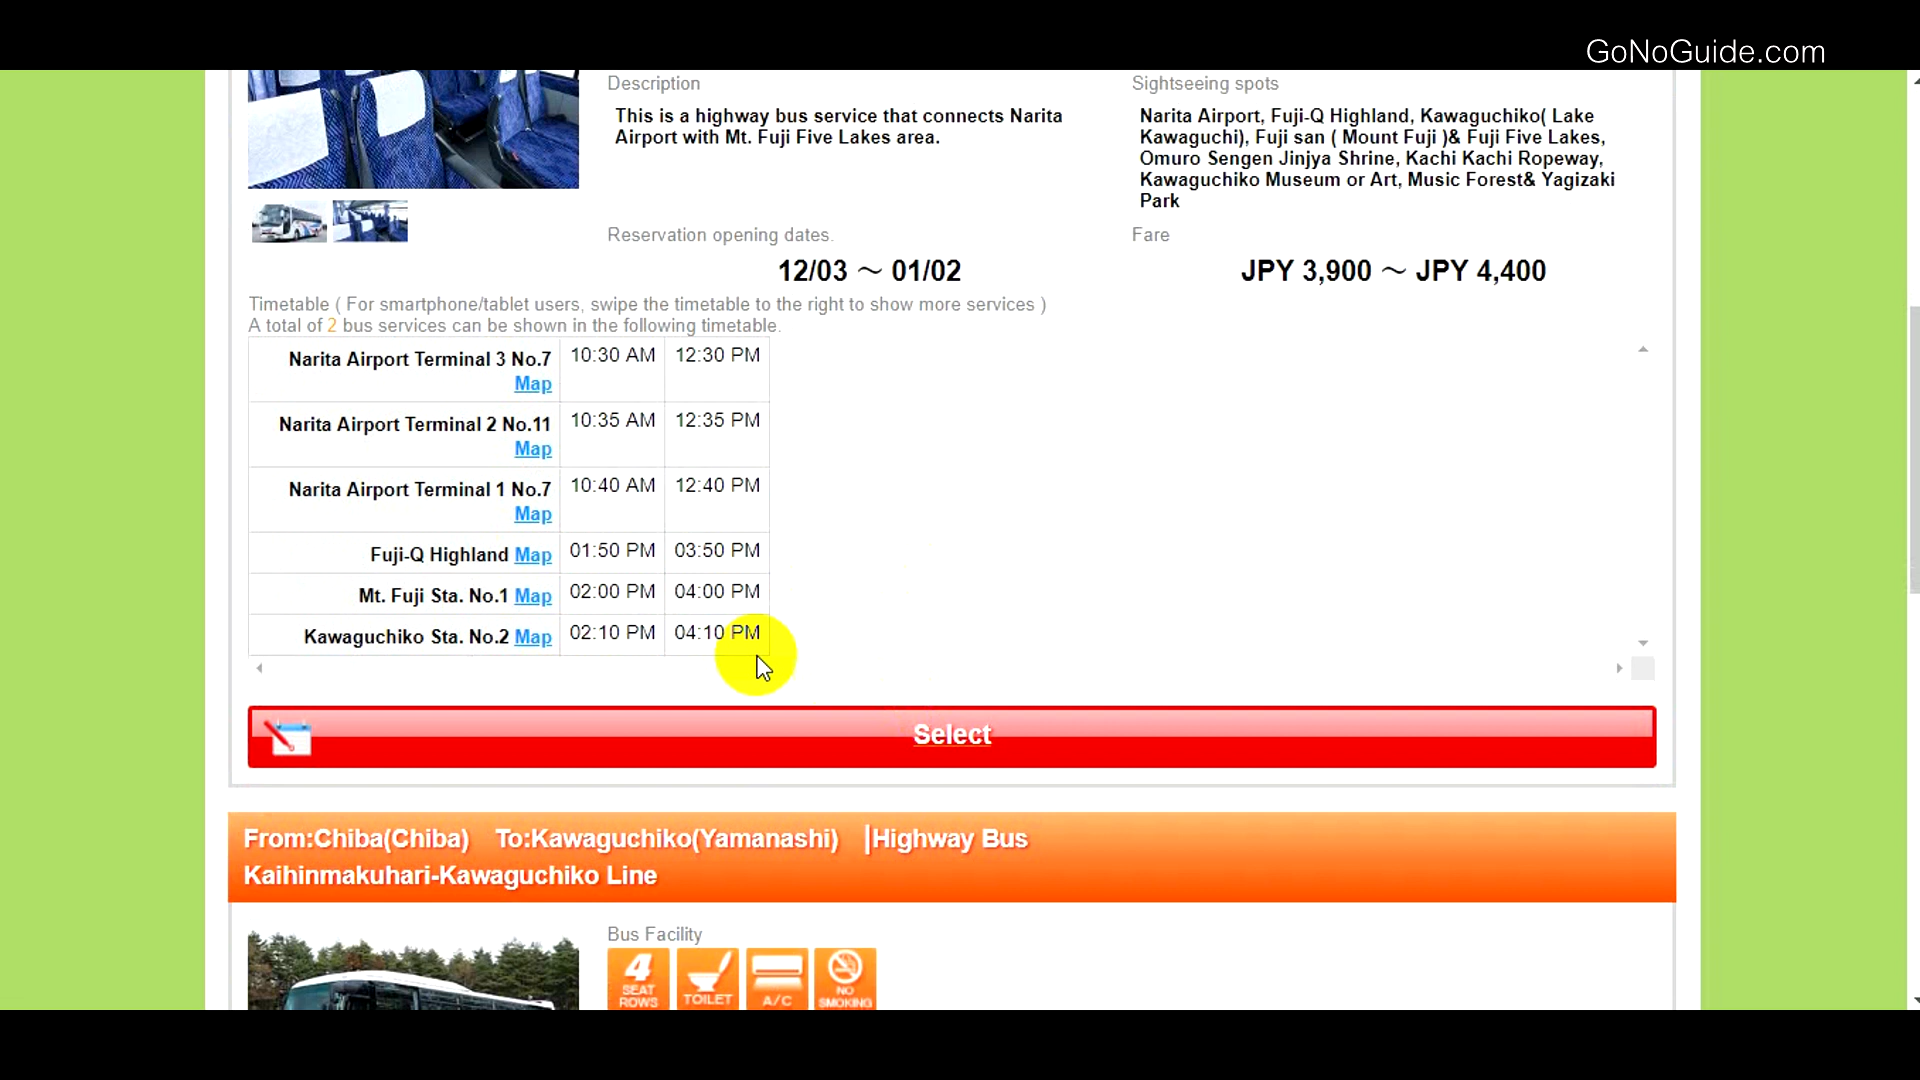 GoNoGuide.com
Description
This is a highway bus service that connects Narita
Airport with Mt. Fuji Five Lakes area.
Sightseeing spots
Narita Airport, Fuji-Q Highland, Kawaguchiko( Lake
Kawaguchi), Fuji san ( Mount Fuji )& Fuji Five Lakes,
Omuro Sengen Jinjya Shrine, Kachi Kachi Ropeway,
Kawaguchiko Museum or Art, Music Forest& Yagizaki
Park
Reservation opening dates.
12/03 ～ 01/02
Fare
JPY 3,900 ～ JPY 4,400
Timetable ( For smartphone/tablet users, swipe the timetable to the right to show more services )
A total of 2 bus services can be shown in the following timetable.
Narita Airport Terminal 3 No.7 10:30 AM 12:30 PM
Map
Narita Airport Terminal 2 No.11 10:35 AM 12:35 PM
Map
Narita Airport Terminal 1 No.7 10:40 AM 12:40 PM
Map
Fuji-Q Highland Map 01:50 PM 03:50 PM
Mt. Fuji Sta. No.1 Map 02:00 PM 04:00 PM
Kawaguchiko Sta. No.2 Map 02:10 PM 04:10 PM
Select
From:Chiba(Chiba) To:Kawaguchiko(Yamanashi) |Highway Bus
Kaihinmakuhari-Kawaguchiko Line
Bus Facility
4 SEAT ROWS
TOILET
A/C
NO SMOKING